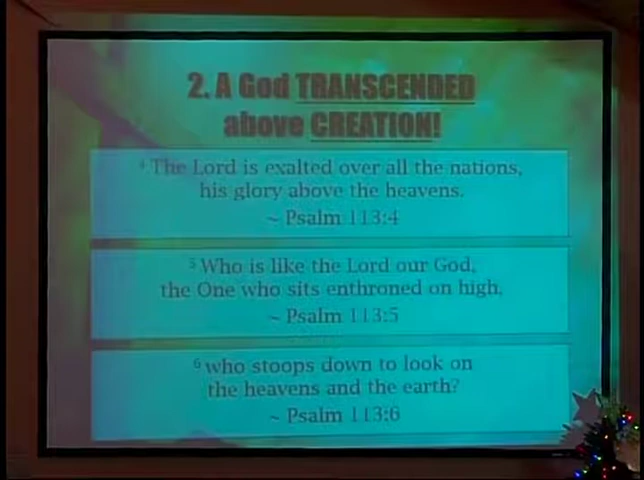 2. A God TRANSCENDED
above CREATION!
4 The Lord is exalted over all the nations,
his glory above the heavens.
~ Psalm 113:4
5 Who is like the Lord our God,
the One who sits enthroned on high,
~ Psalm 113:5
6 who stoops down to look on
the heavens and the earth?
~ Psalm 113:6